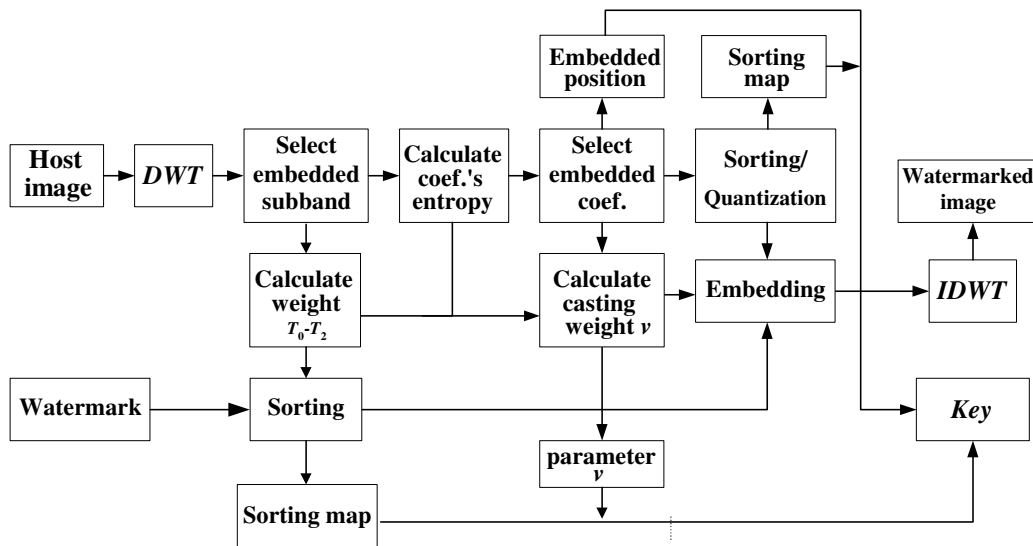 Embedded
position
Sorting
map
Host
image
DWT
Select
embedded
subband
Calculate
coef.'s
entropy
Select
embedded
coef.
Sorting/
Quantization
Watermarked
image
Calculate
weight
T0-T2
Calculate
casting
weight v
Embedding
IDWT
Watermark
Sorting
Key
parameter
v
Sorting map